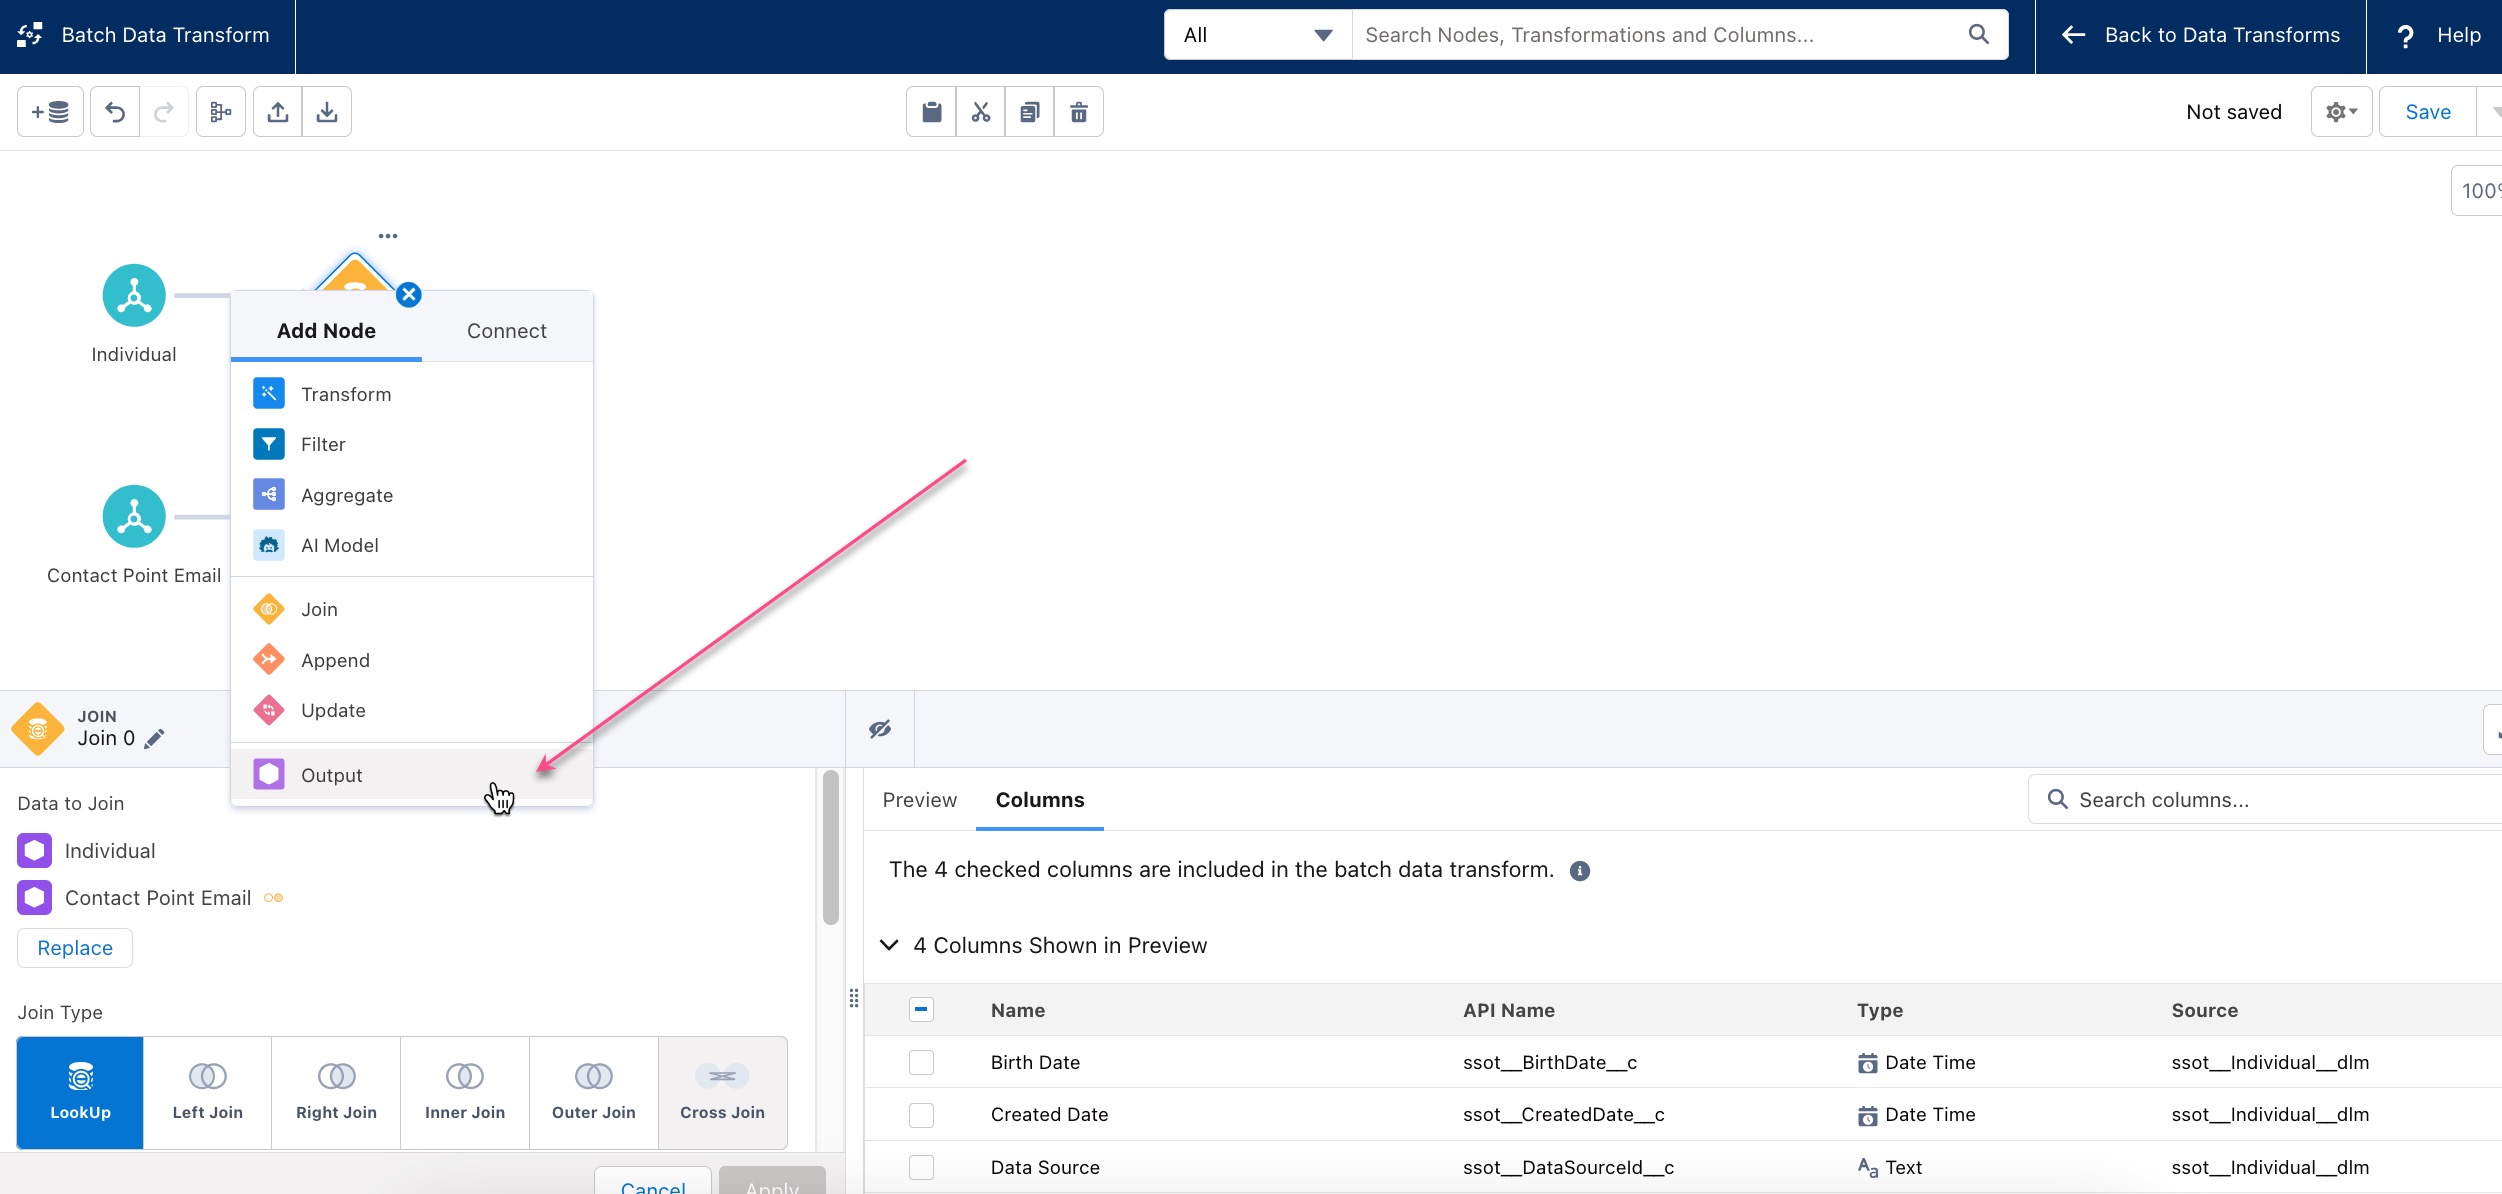 Batch Data Transform
All
Search Nodes, Transformations and Columns...
Back to Data Transforms
? Help
Not saved
Save
Individual
Contact Point Email
Add Node
Connect
Transform
Filter
Aggregate
AI Model
Join
Append
Update
Output
JOIN
Join 0
Data to Join
Individual
Contact Point Email
Replace
Join Type
LookUp
Left Join
Right Join
Inner Join
Outer Join
Cross Join
Cancel
Apply
Preview
Columns
Search columns...
The 4 checked columns are included in the batch data transform.
4 Columns Shown in Preview
Name API Name Type Source
Birth Date ssot__BirthDate__c Date Time ssot__Individual__dlm
Created Date ssot__CreatedDate__c Date Time ssot__Individual__dlm
Data Source ssot__DataSourceId__c Text ssot__Individual__dlm